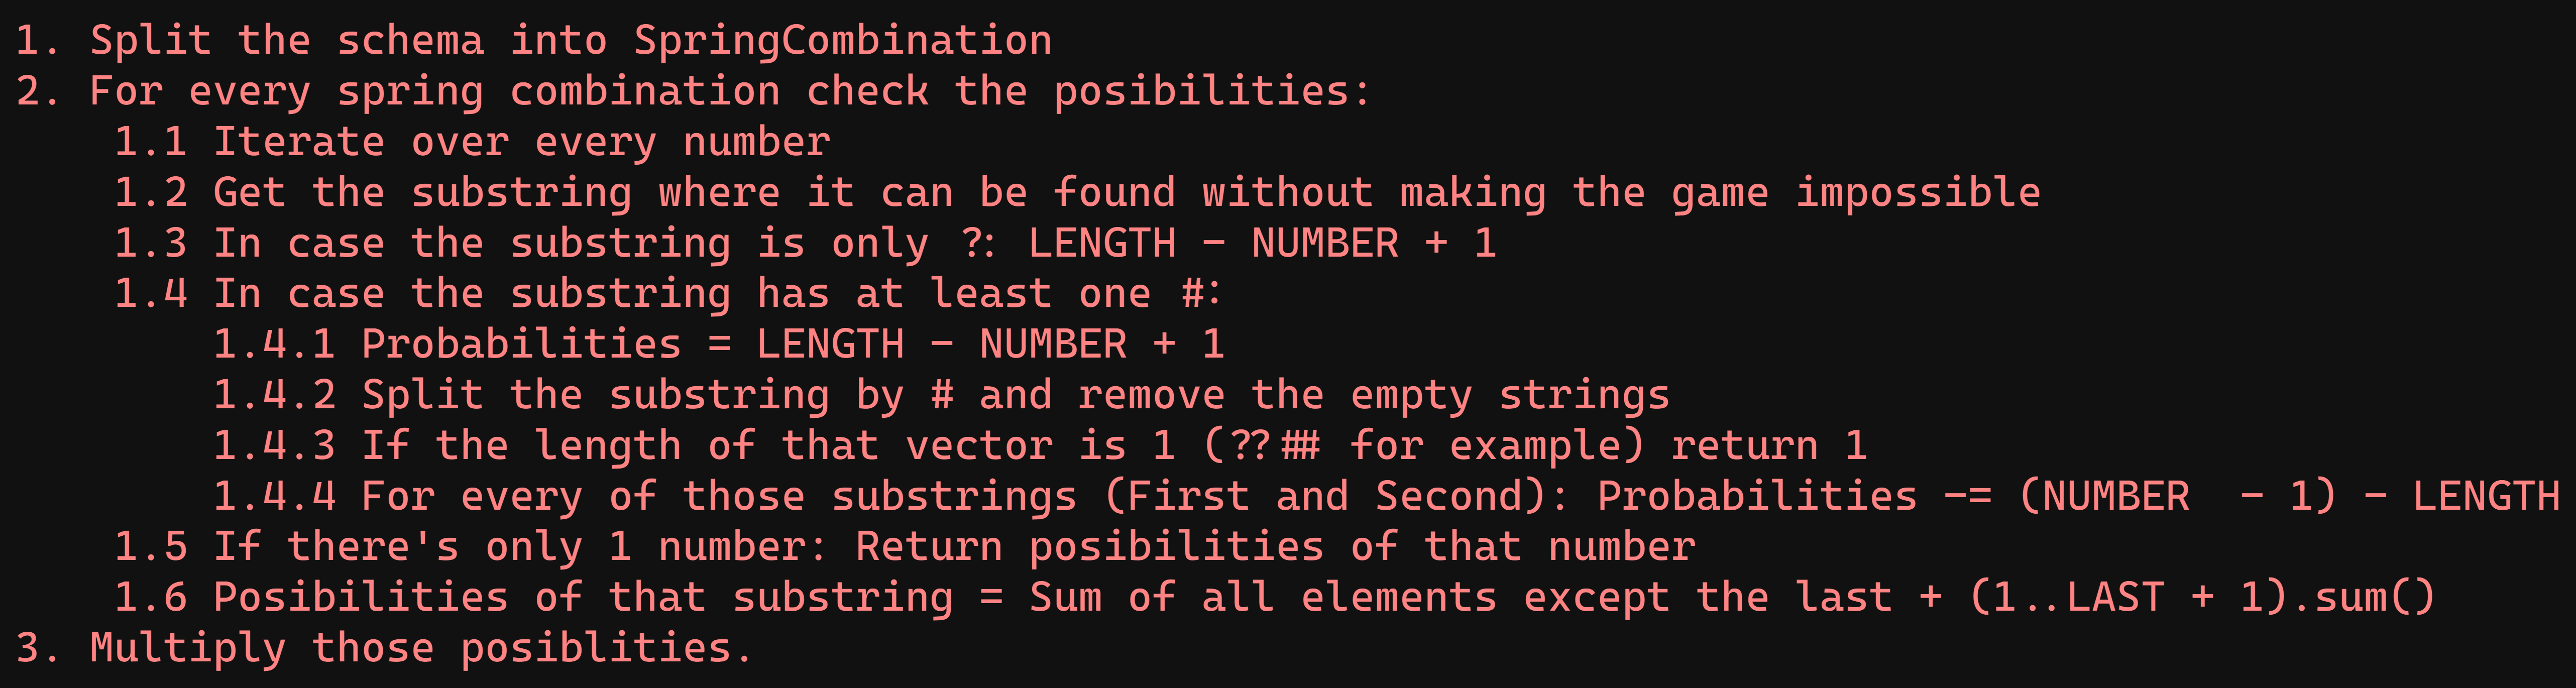 1. Split the schema into SpringCombination
2. For every spring combination check the posibilities:
    1.1 Iterate over every number
    1.2 Get the substring where it can be found without making the game impossible
    1.3 In case the substring is only ?: LENGTH - NUMBER + 1
    1.4 In case the substring has at least one #:
        1.4.1 Probabilities = LENGTH - NUMBER + 1
        1.4.2 Split the substring by # and remove the empty strings
        1.4.3 If the length of that vector is 1 (??## for example) return 1
        1.4.4 For every of those substrings (First and Second): Probabilities -= (NUMBER  - 1) - LENGTH
    1.5 If there's only 1 number: Return posibilities of that number
    1.6 Posibilities of that substring = Sum of all elements except the last + (1..LAST + 1).sum()
3. Multiply those posiblities.